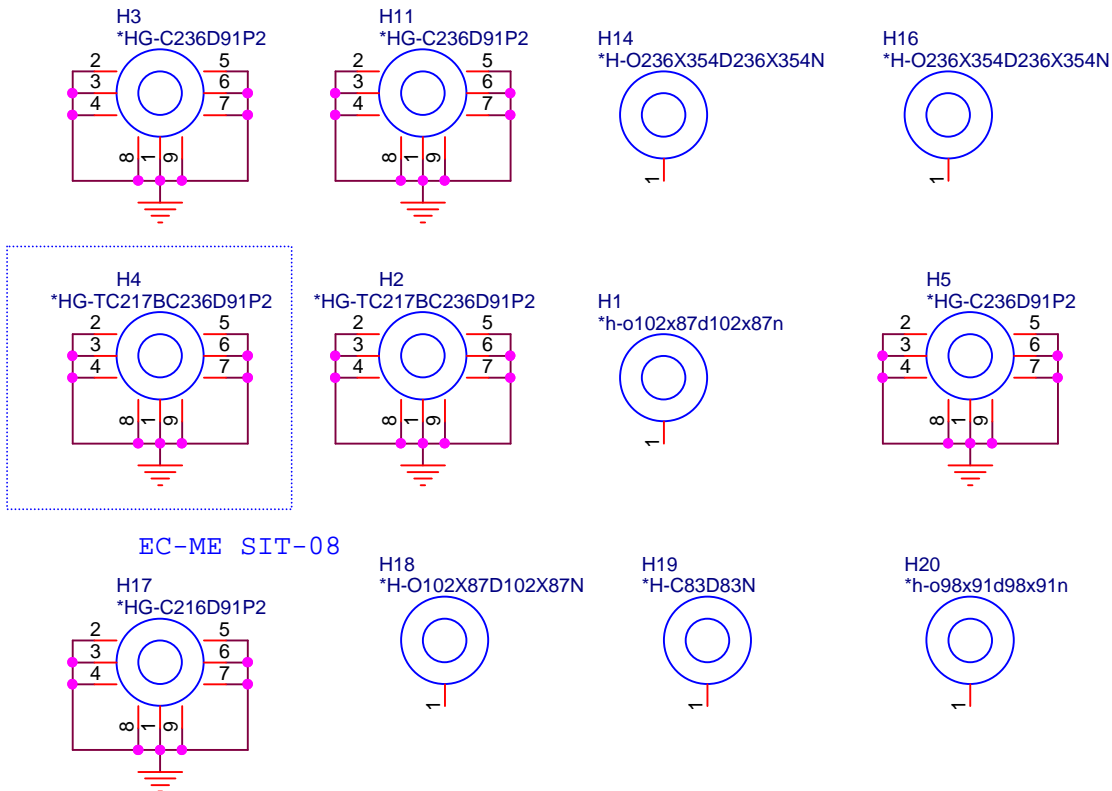 H3
*HG-C236D91P2
2
3
4
5
6
7
8
1
9
H11
*HG-C236D91P2
2
3
4
5
6
7
8
1
9
H14
*H-O236X354D236X354N
1
H16
*H-O236X354D236X354N
1
H4
*HG-TC217BC236D91P2
2
3
4
5
6
7
8
1
9
H2
*HG-TC217BC236D91P2
2
3
4
5
6
7
8
1
9
H1
*h-o102x87d102x87n
1
H5
*HG-C236D91P2
2
3
4
5
6
7
8
1
9
EC-ME SIT-08
H17
*HG-C216D91P2
2
3
4
5
6
7
8
1
9
H18
*H-O102X87D102X87N
1
H19
*H-C83D83N
1
H20
*h-o98x91d98x91n
1